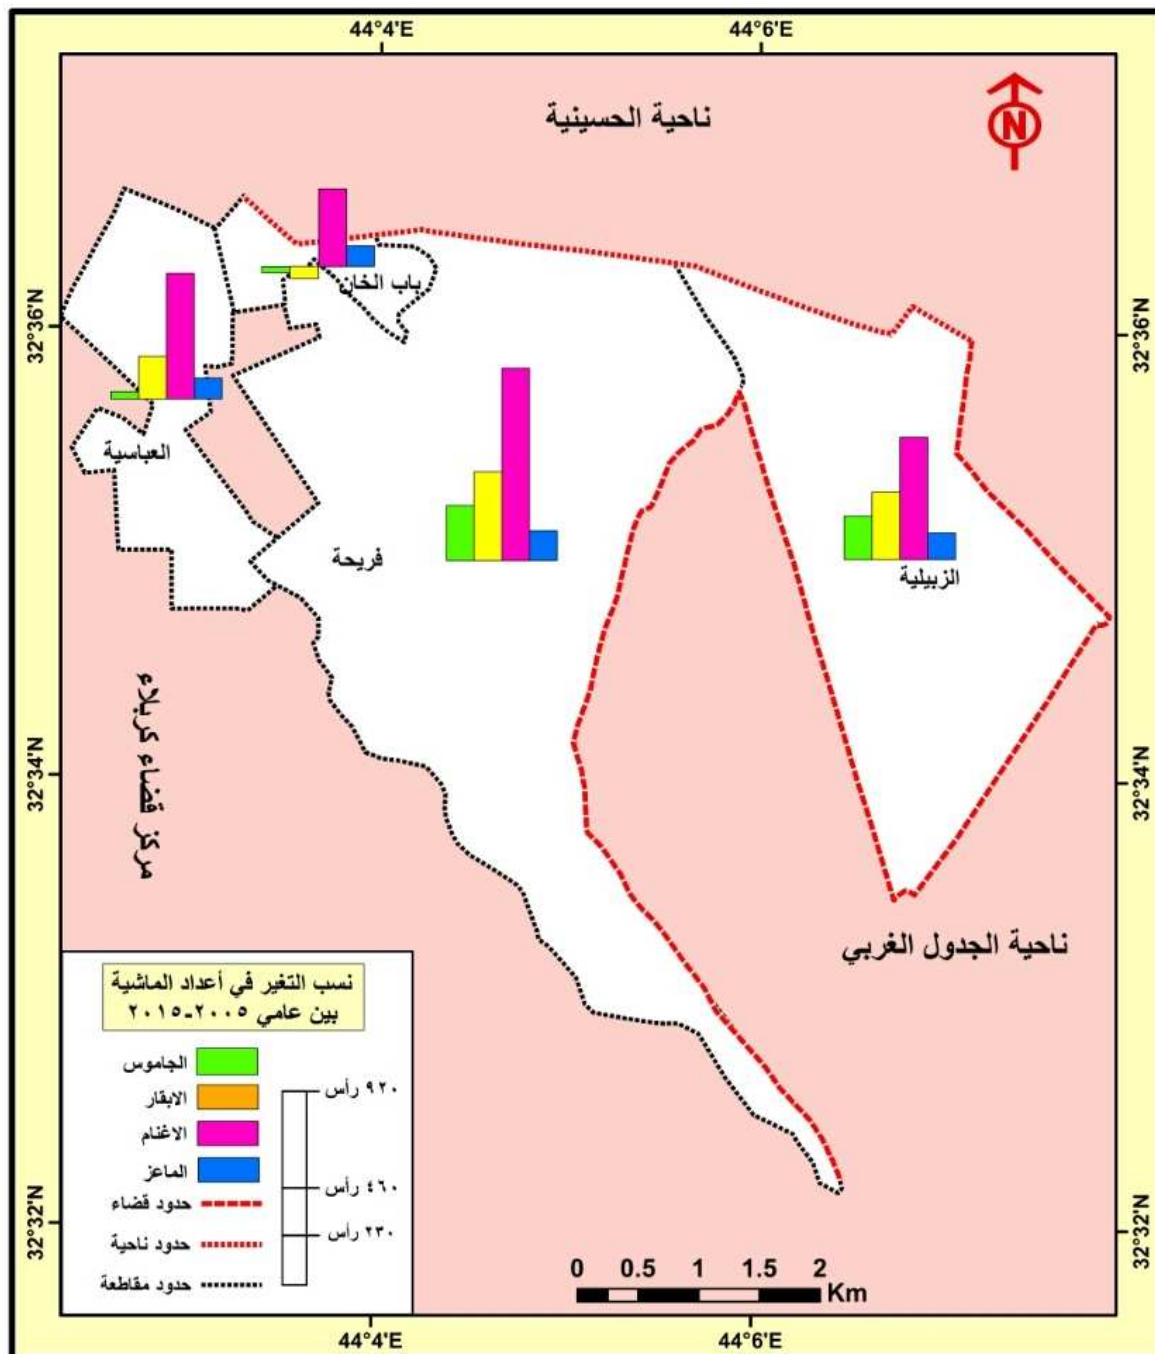 44°4'E
44°6'E
ناحية الحسينية
N
باب الخان
32°36'N
32°36'N
العباسية
فريحة
الزبيلية
مركز قضاء كربلاء
32°34'N
32°34'N
ناحية الجدول الغربي
نسب التغير في أعداد الماشية
بين عامي ٢٠٠٥-٢٠١٥
الجاموس
الابقار
الاغنام
الماعز
حدود قضاء
حدود ناحية
حدود مقاطعة
٩٢٠ رأس
٤٦٠ رأس
٢٣٠ رأس
32°32'N
32°32'N
0 0.5 1 1.5 2
Km
44°4'E
44°6'E